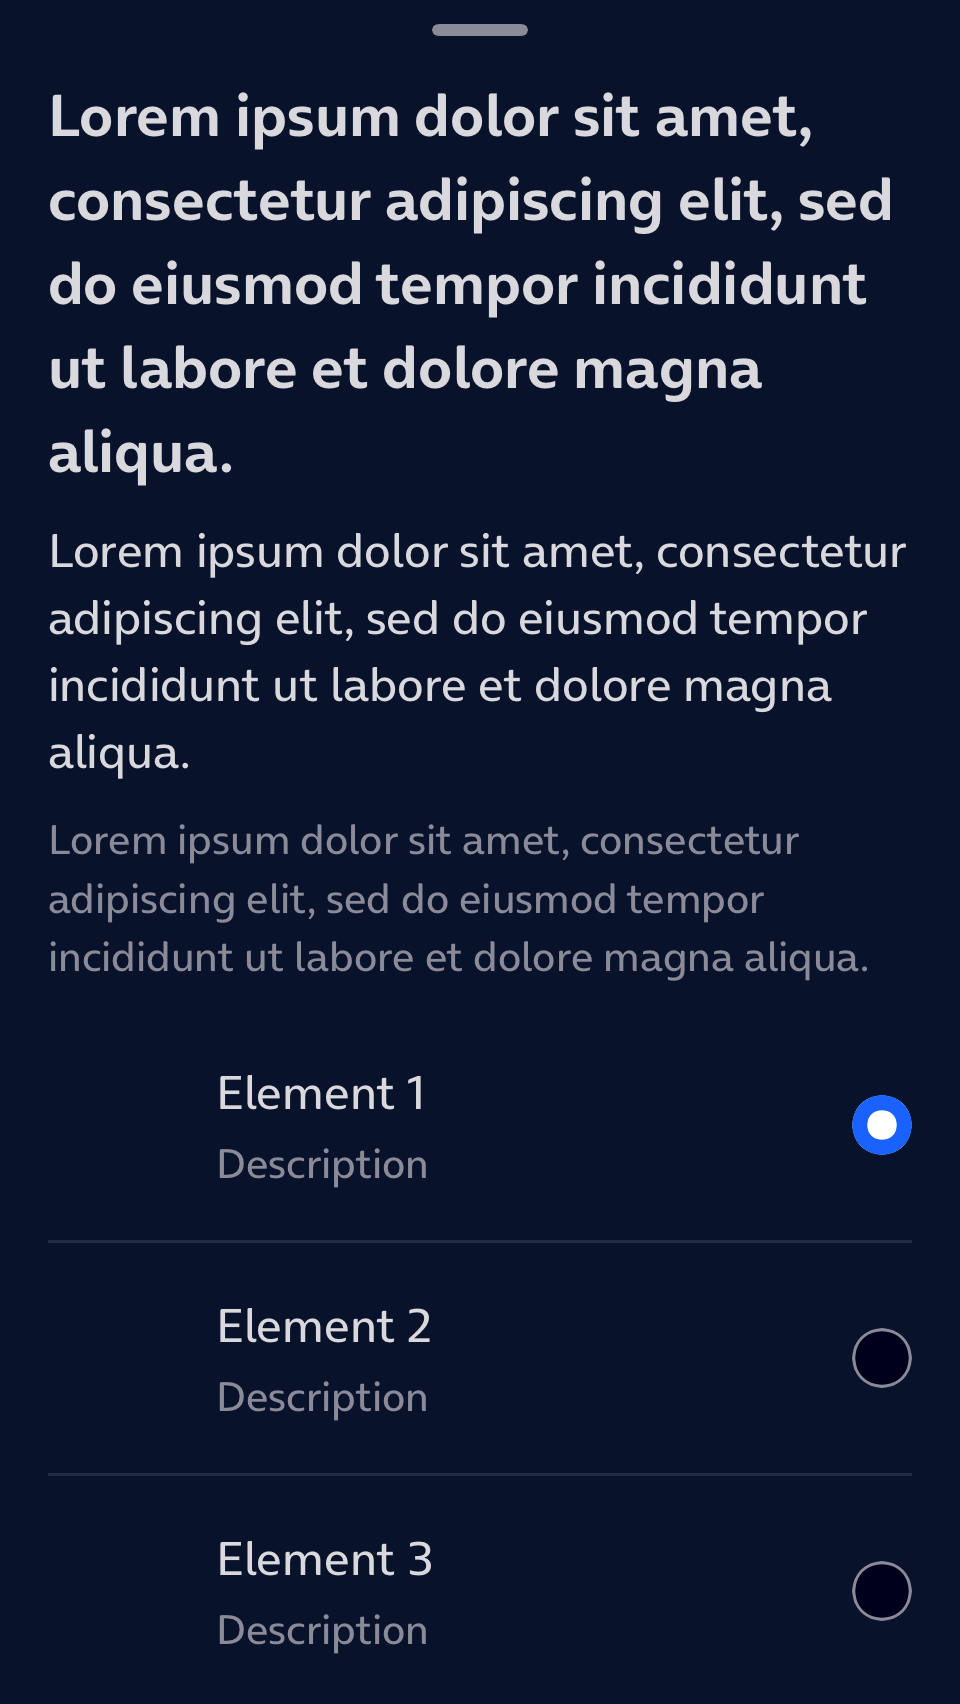 Lorem ipsum dolor sit amet,
consectetur adipiscing elit, sed
do eiusmod tempor incididunt
ut labore et dolore magna
aliqua.
Lorem ipsum dolor sit amet, consectetur
adipiscing elit, sed do eiusmod tempor
incididunt ut labore et dolore magna
aliqua.
Lorem ipsum dolor sit amet, consectetur
adipiscing elit, sed do eiusmod tempor
incididunt ut labore et dolore magna aliqua.
Element 1
Description
Element 2
Description
Element 3
Description